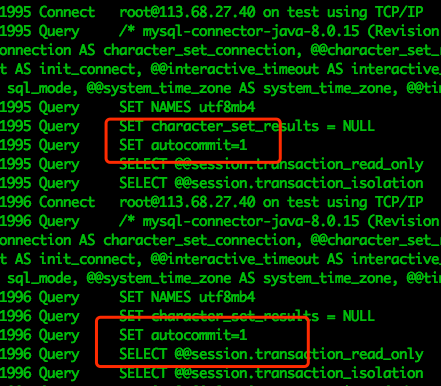 1995 Connect root@113.68.27.40 on test using TCP/IP
1995 Query /* mysql-connector-java-8.0.15 (Revision
onnection AS character_set_connection, @@character_set_
t AS init_connect, @@interactive_timeout AS interactive_
sql_mode, @@system_time_zone AS system_time_zone, @@ti
1995 Query SET NAMES utf8mb4
1995 Query SET character_set_results = NULL
1995 Query SET autocommit=1
1995 Query SELECT @@session.transaction_read_only
1995 Query SELECT @@session.transaction_isolation
1996 Connect root@113.68.27.40 on test using TCP/IP
1996 Query /* mysql-connector-java-8.0.15 (Revision
onnection AS character_set_connection, @@character_set_
t AS init_connect, @@interactive_timeout AS interactive_
sql_mode, @@system_time_zone AS system_time_zone, @@ti
1996 Query SET NAMES utf8mb4
1996 Query SET character_set_results = NULL
1996 Query SET autocommit=1
1996 Query SELECT @@session.transaction_read_only
1996 Query SELECT @@session.transaction_isolation